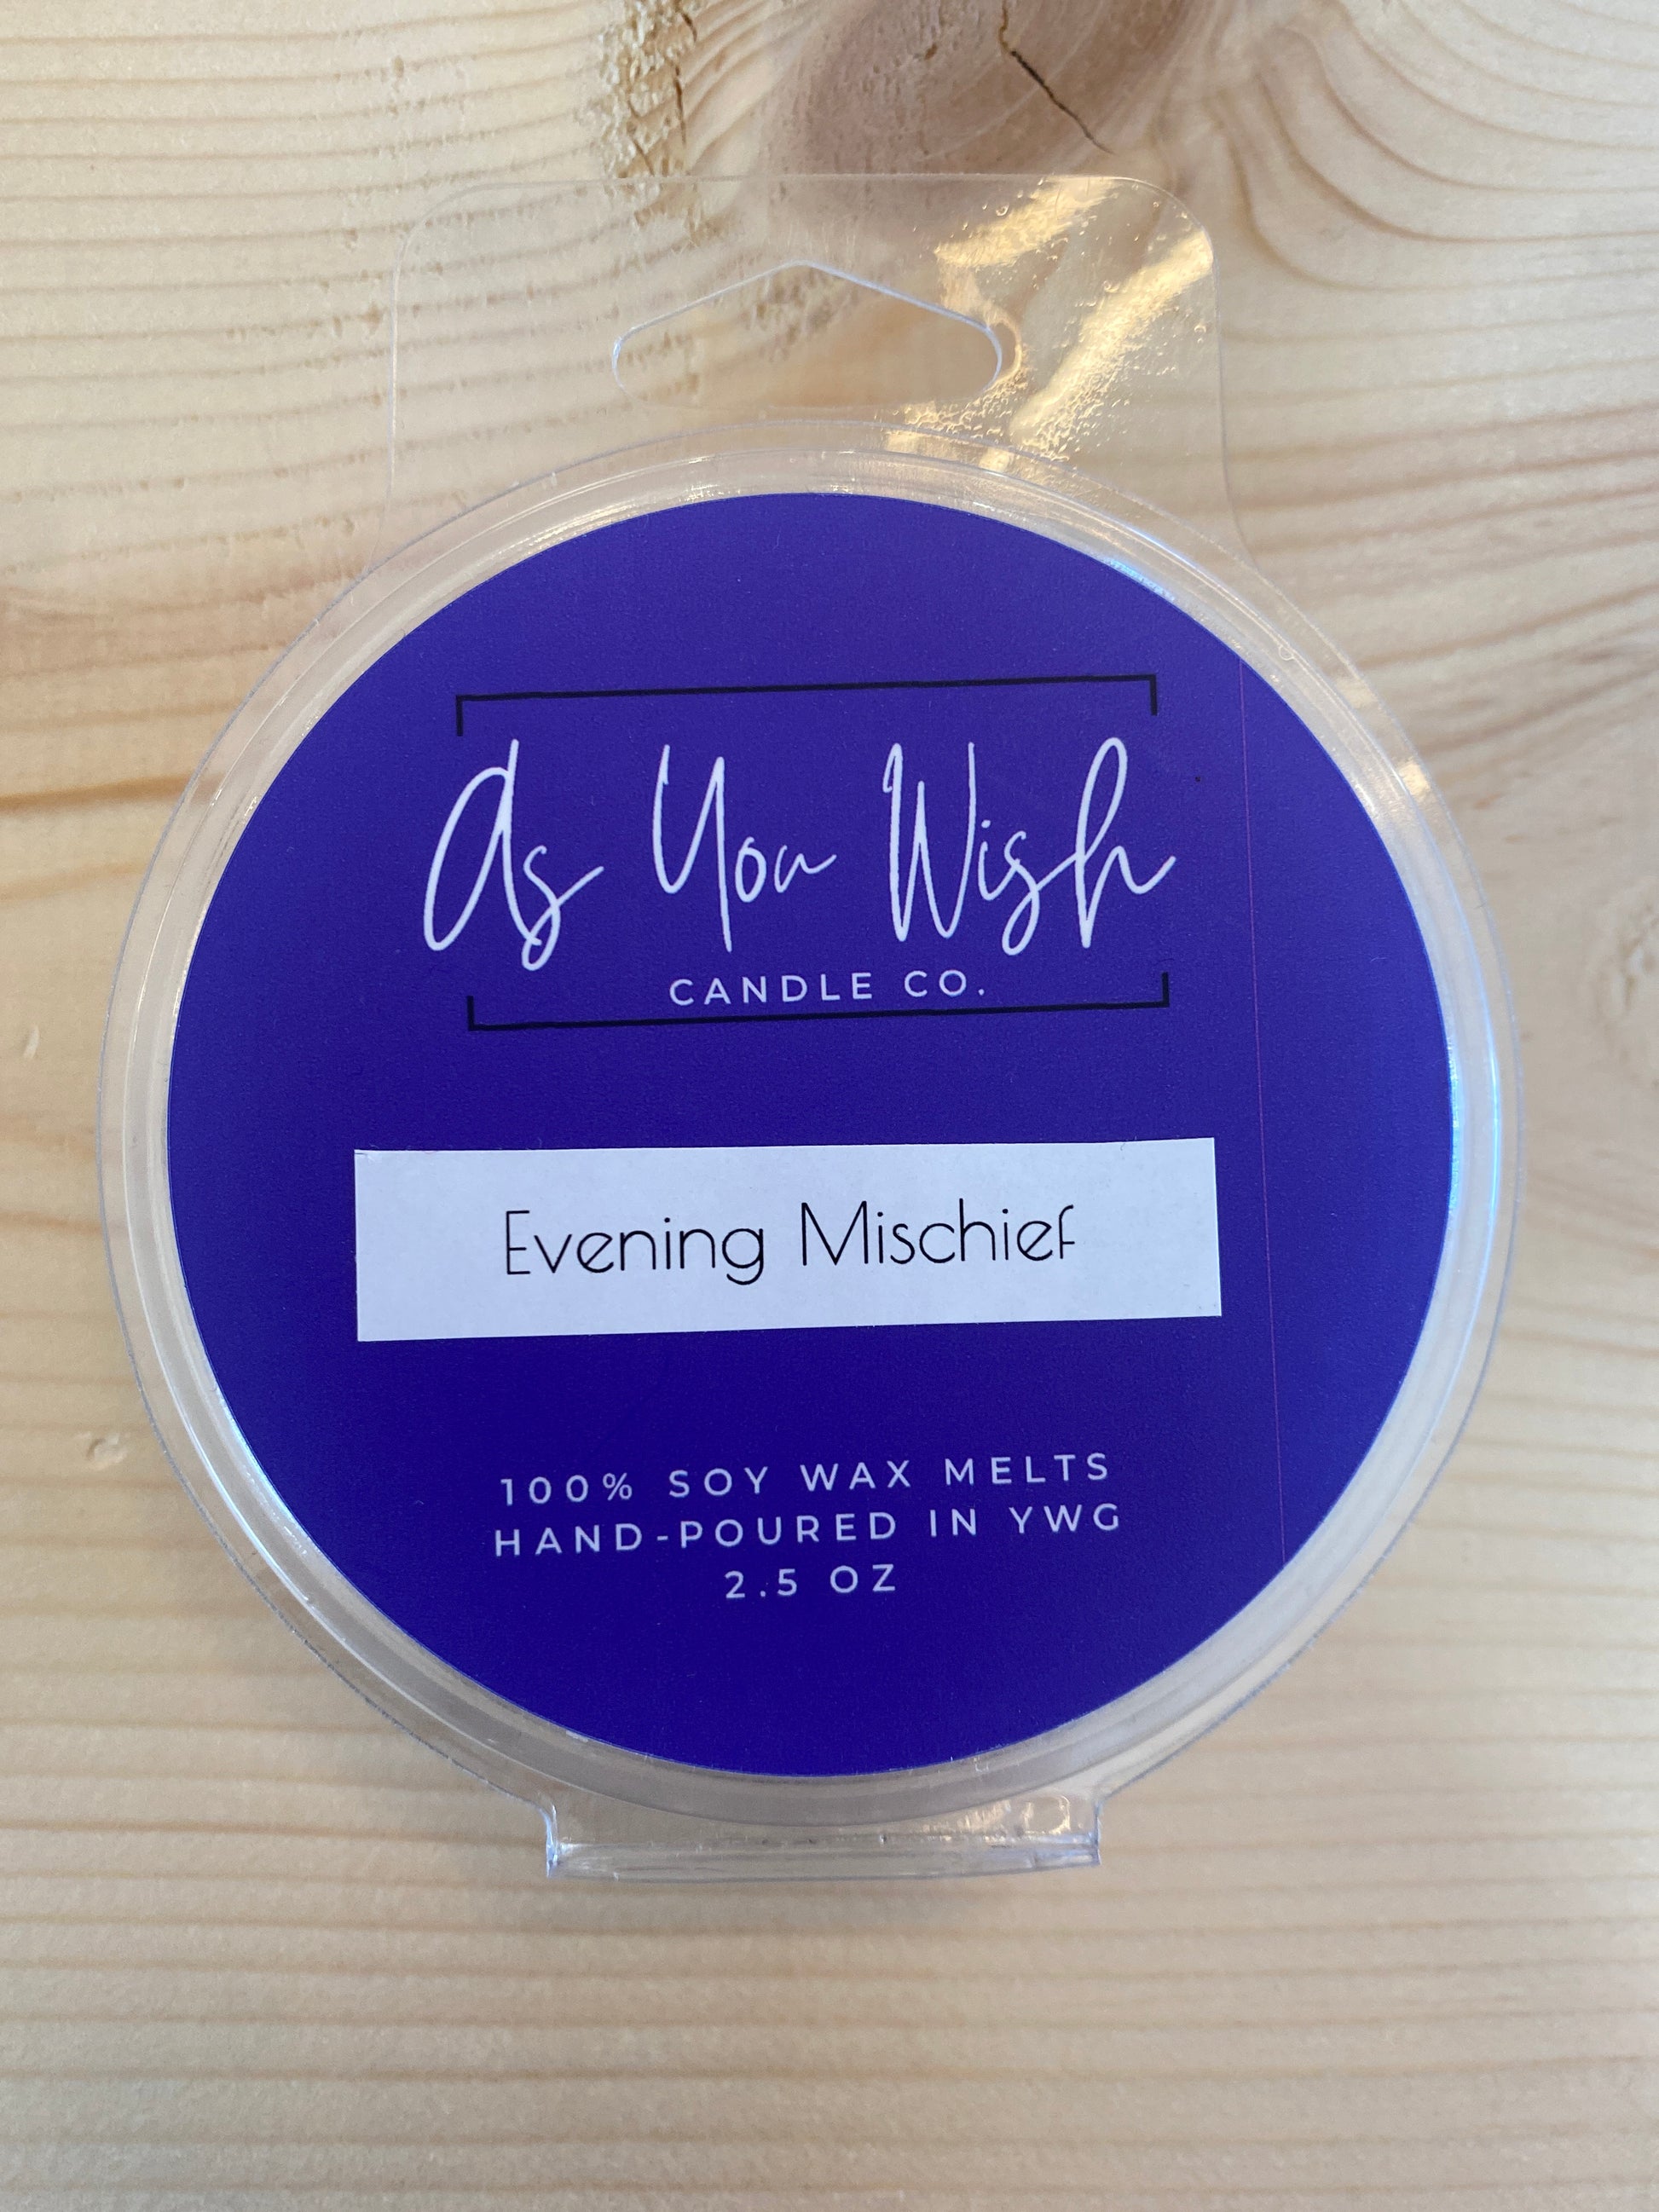 As You Wish
CANDLE CO.
Evening Mischief
100% SOY WAX MELTS
HAND-POURED IN YWG
2.5 OZ